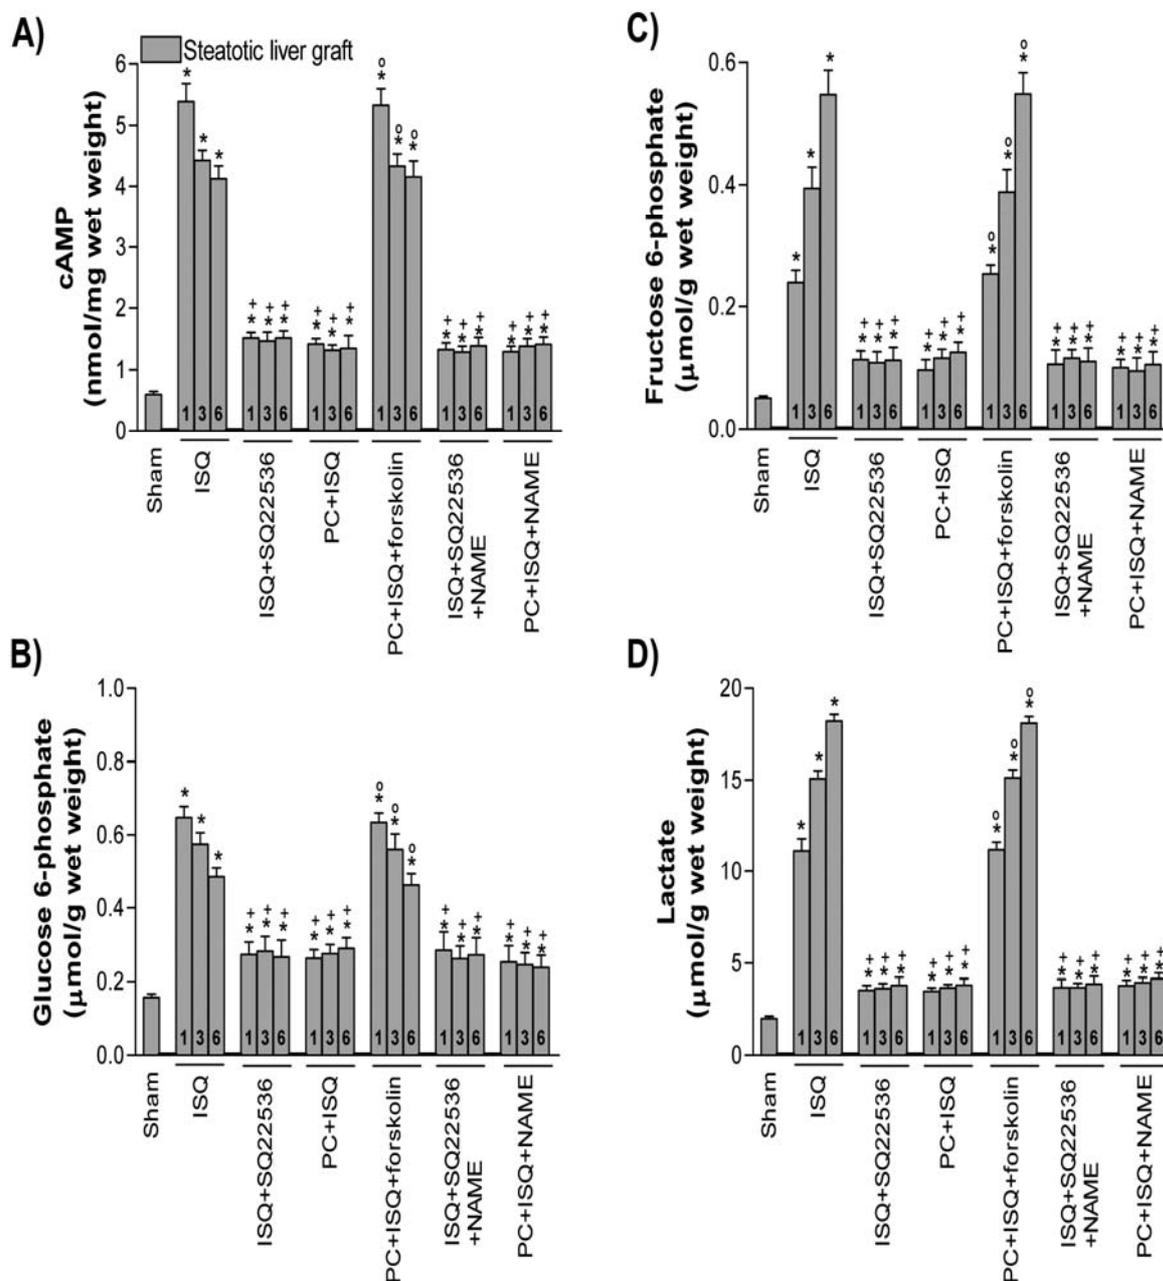 A)
Steatotic liver graft
cAMP
(nmol/mg wet weight)
6
5
4
3
2
1
0
*
*
*
o
*
o
*
o
*
+
*
+
*
+
*
+
*
+
*
+
*
+
*
+
*
+
*
+
*
+
*
+
*
1 3 6
1 3 6
1 3 6
1 3 6
1 3 6
1 3 6
Sham
ISQ
ISQ+SQ22536
PC+ISQ
PC+ISQ+forskolin
ISQ+SQ22536
+NAME
PC+ISQ+NAME
B)
Glucose 6-phosphate
(μmol/g wet weight)
1.0
0.8
0.6
0.4
0.2
0.0
*
*
*
o
*
o
*
o
*
+
*
+
*
+
*
+
*
+
*
+
*
+
*
+
*
+
*
+
*
+
*
+
*
1 3 6
1 3 6
1 3 6
1 3 6
1 3 6
1 3 6
Sham
ISQ
ISQ+SQ22536
PC+ISQ
PC+ISQ+forskolin
ISQ+SQ22536
+NAME
PC+ISQ+NAME
C)
Fructose 6-phosphate
(μmol/g wet weight)
0.6
0.4
0.2
0.0
*
*
*
o
*
o
*
o
*
+
*
+
*
+
*
+
*
+
*
+
*
+
*
+
*
+
*
+
*
+
*
+
*
1 3 6
1 3 6
1 3 6
1 3 6
1 3 6
1 3 6
Sham
ISQ
ISQ+SQ22536
PC+ISQ
PC+ISQ+forskolin
ISQ+SQ22536
+NAME
PC+ISQ+NAME
D)
Lactate
(μmol/g wet weight)
20
15
10
5
0
*
*
*
o
*
o
*
o
*
+
*
+
*
+
*
+
*
+
*
+
*
+
*
+
*
+
*
+
*
+
*
+
*
1 3 6
1 3 6
1 3 6
1 3 6
1 3 6
1 3 6
Sham
ISQ
ISQ+SQ22536
PC+ISQ
PC+ISQ+forskolin
ISQ+SQ22536
+NAME
PC+ISQ+NAME